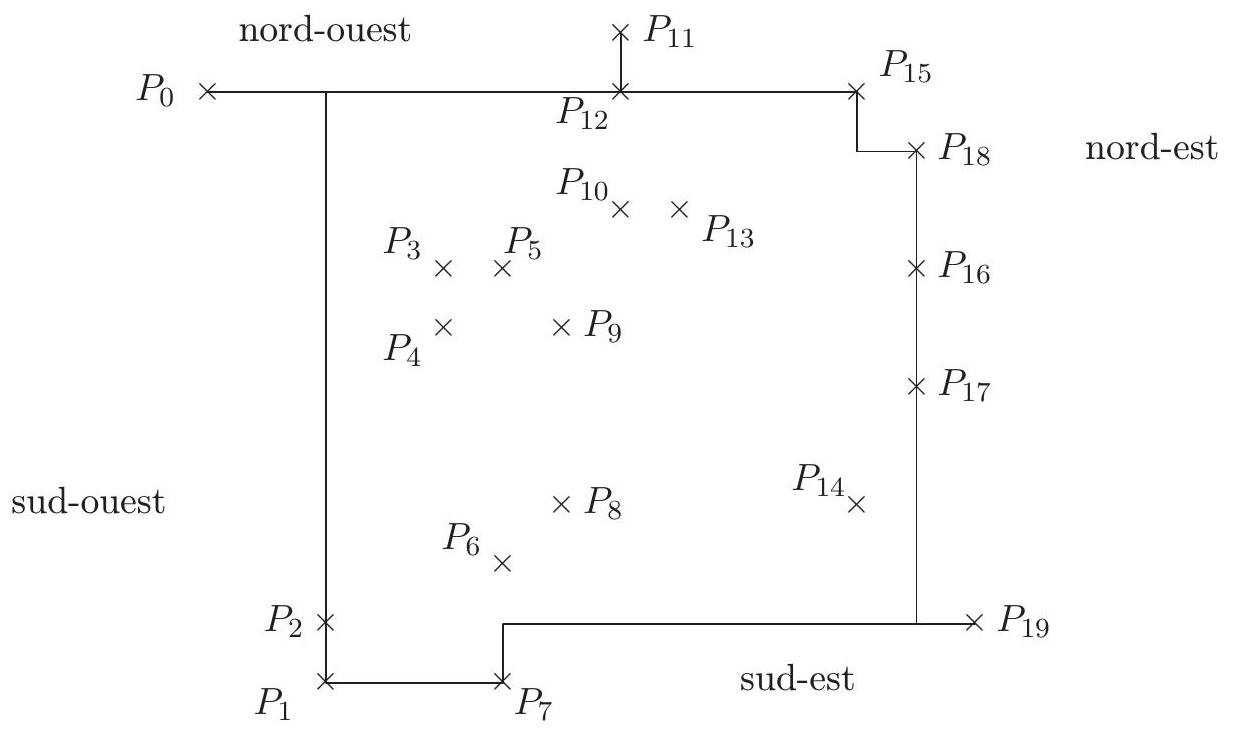 nord-ouest
P11
P0
P15
P12
P18
nord-est
P10
P13
P3
P5
P16
P9
P4
P17
P14
sud-ouest
P8
P6
P2
P19
sud-est
P1
P7